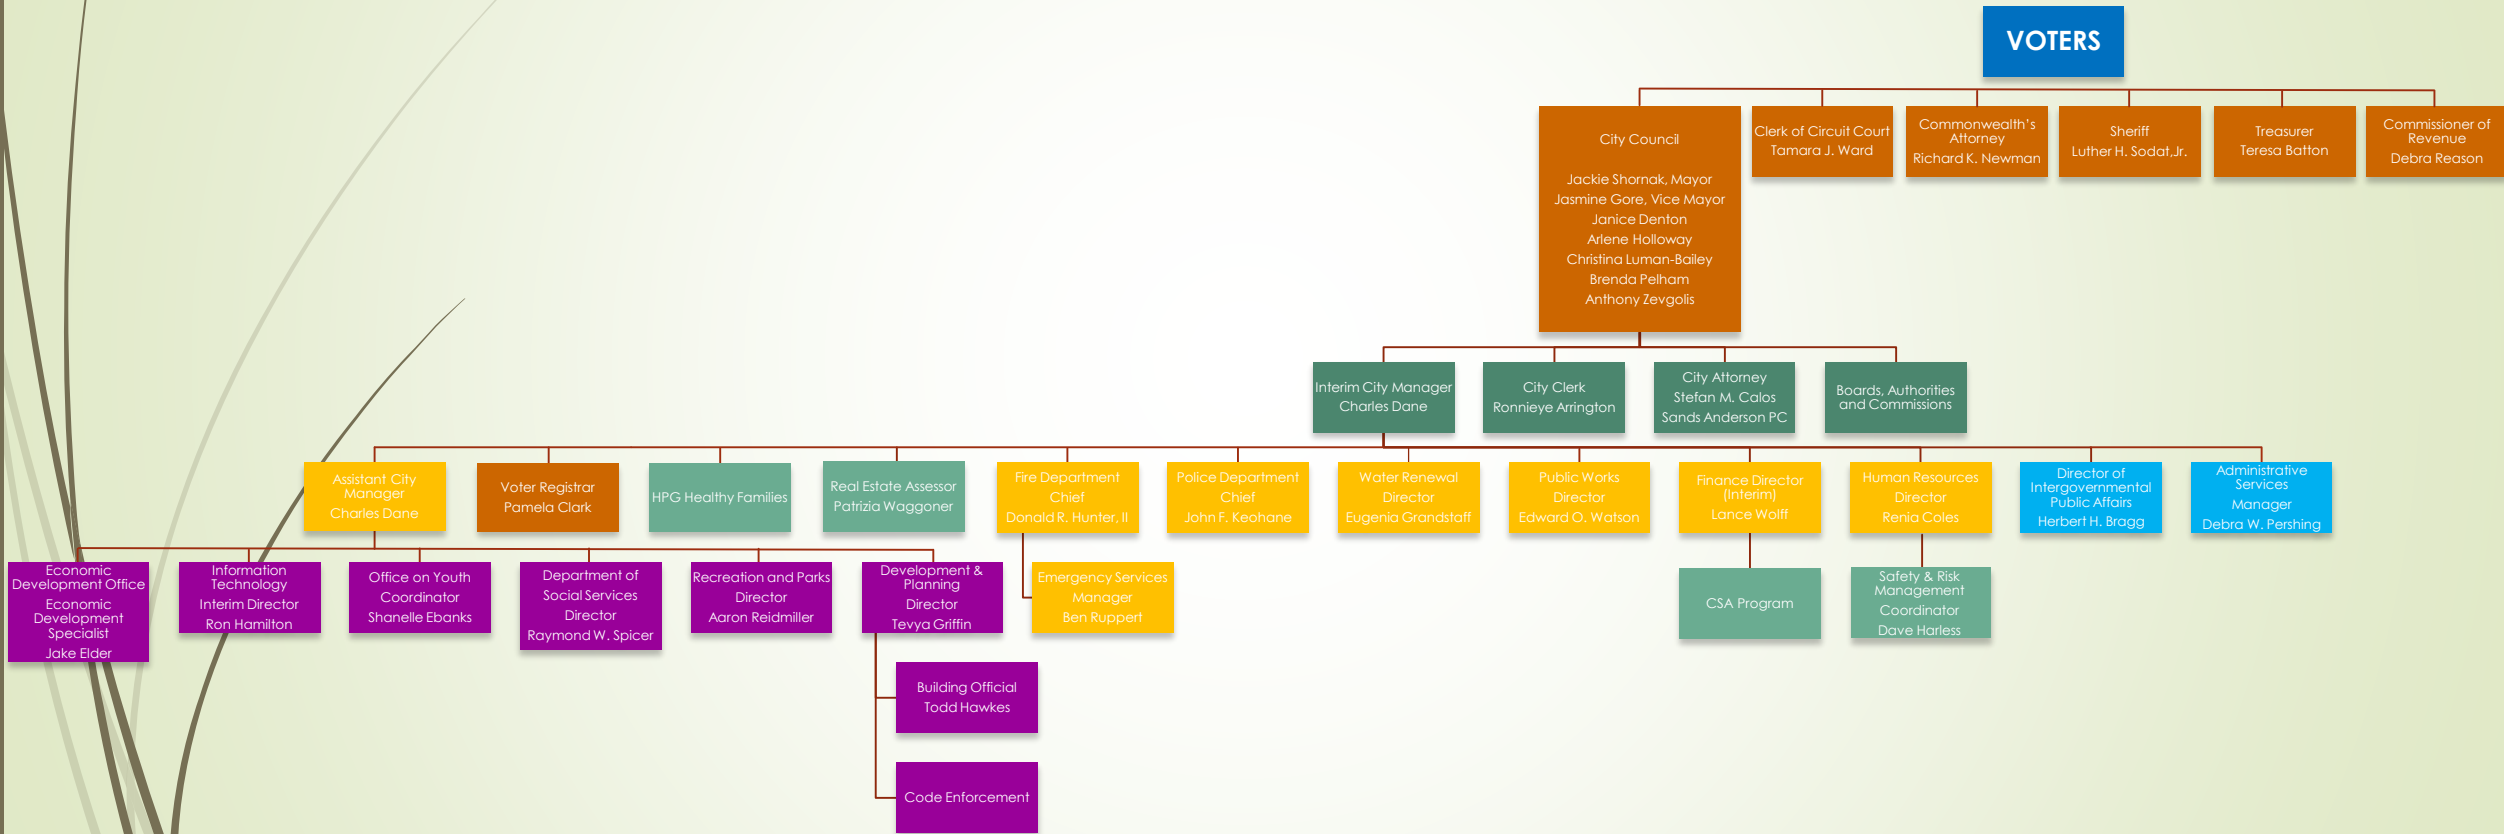 VOTERS
City Council
Jackie Shornak, Mayor
Jasmine Gore, Vice Mayor
Janice Denton
Arlene Holloway
Christina Luman-Bailey
Brenda Pelham
Anthony Zevgolis
Clerk of Circuit Court
Tamara J. Ward
Commonwealth's
Attorney
Richard K. Newman
Sheriff
Luther H. Sodat,Jr.
Treasurer
Teresa Batton
Commissioner of
Revenue
Debra Reason
Interim City Manager
Charles Dane
City Clerk
Ronnieye Arrington
City Attorney
Stefan M. Calos
Sands Anderson PC
Boards, Authorities
and Commissions
Assistant City
Manager
Charles Dane
Voter Registrar
Pamela Clark
HPG Healthy Families
Real Estate Assessor
Patrizia Waggoner
Fire Department
Chief
Donald R. Hunter, II
Police Department
Chief
John F. Keohane
Water Renewal
Director
Eugenia Grandstaff
Public Works
Director
Edward O. Watson
Finance Director
(Interim)
Lance Wolff
Human Resources
Director
Renia Coles
Director of
Intergovernmental
Public Affairs
Herbert H. Bragg
Administrative
Services
Manager
Debra W. Pershing
Economic
Development Office
Economic
Development
Specialist
Jake Elder
Information
Technology
Interim Director
Ron Hamilton
Office on Youth
Coordinator
Shanelle Ebanks
Department of
Social Services
Director
Raymond W. Spicer
Recreation and Parks
Director
Aaron Reidmiller
Development &
Planning
Director
Tevya Griffin
Emergency Services
Manager
Ben Ruppert
CSA Program
Safety & Risk
Management
Coordinator
Dave Harless
Building Official
Todd Hawkes
Code Enforcement